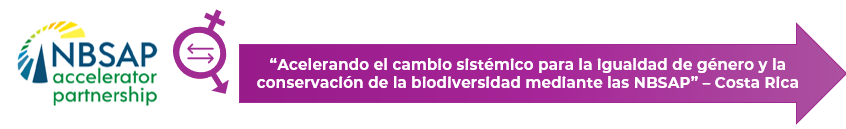 NBSAP
accelerator
partnership
“Acelerando el cambio sistémico para la igualdad de género y la
conservación de la biodiversidad mediante las NBSAP” – Costa Rica